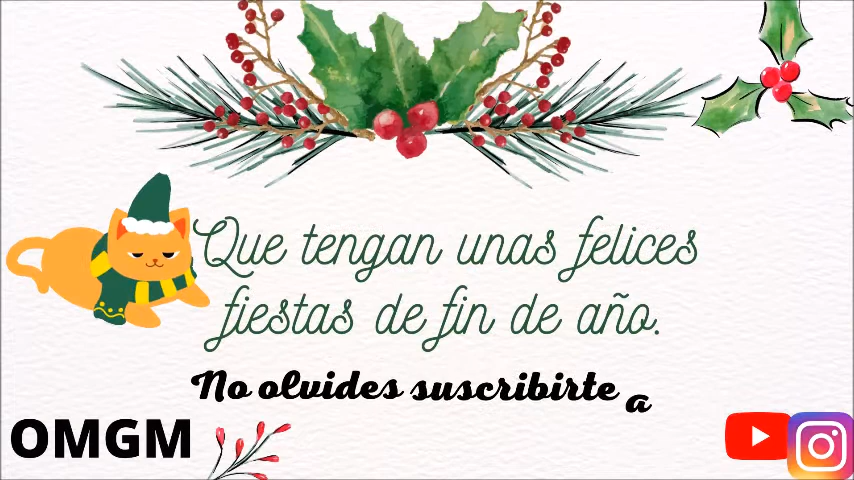 Que tengan unas felices
fiestas de fin de año.
No olvides suscribirte a
OMGM